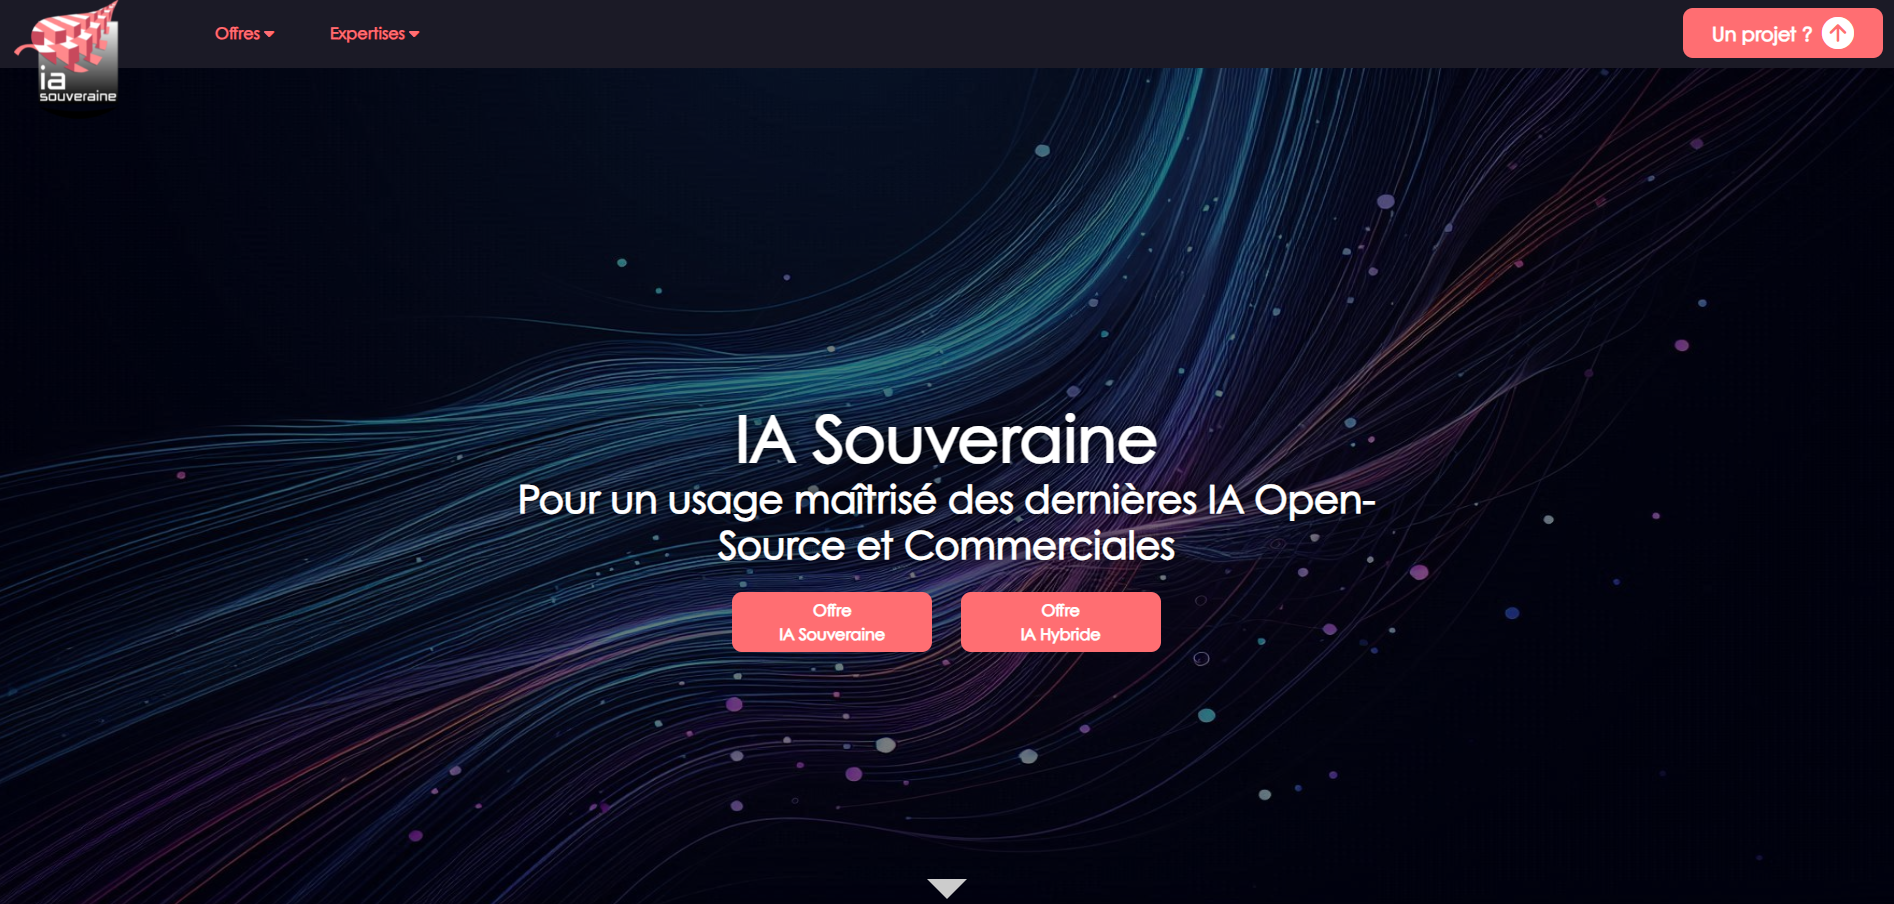 ia
souveraine
Offres
Expertises
Un projet ?
IA Souveraine
Pour un usage maîtrisé des dernières IA Open-
Source et Commerciales
Offre
IA Souveraine
Offre
IA Hybride